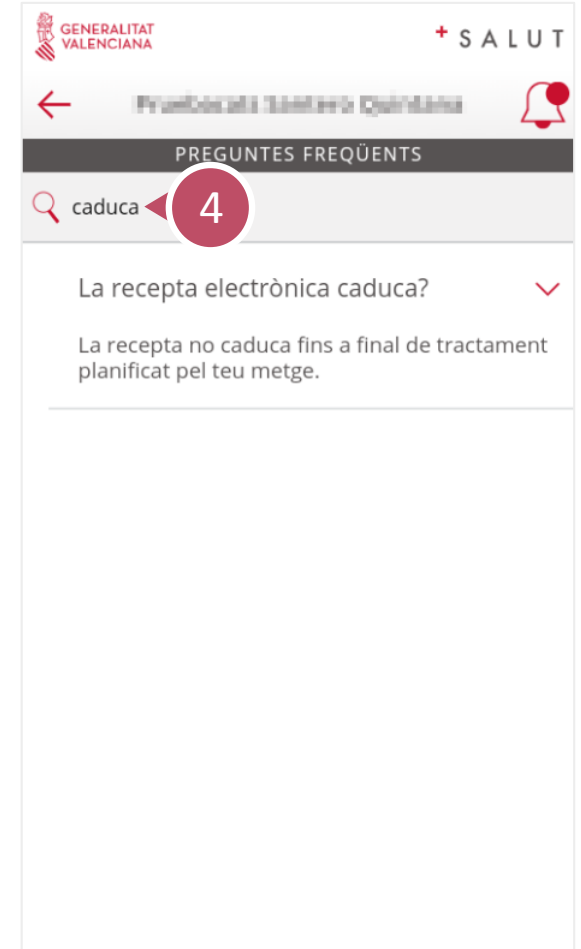 GENERALITAT
VALENCIANA
+ SALUT
PREGUNTES FREQÜENTS
caduca
4
La recepta electrònica caduca?
La recepta no caduca fins a final de tractament
planificat pel teu metge.